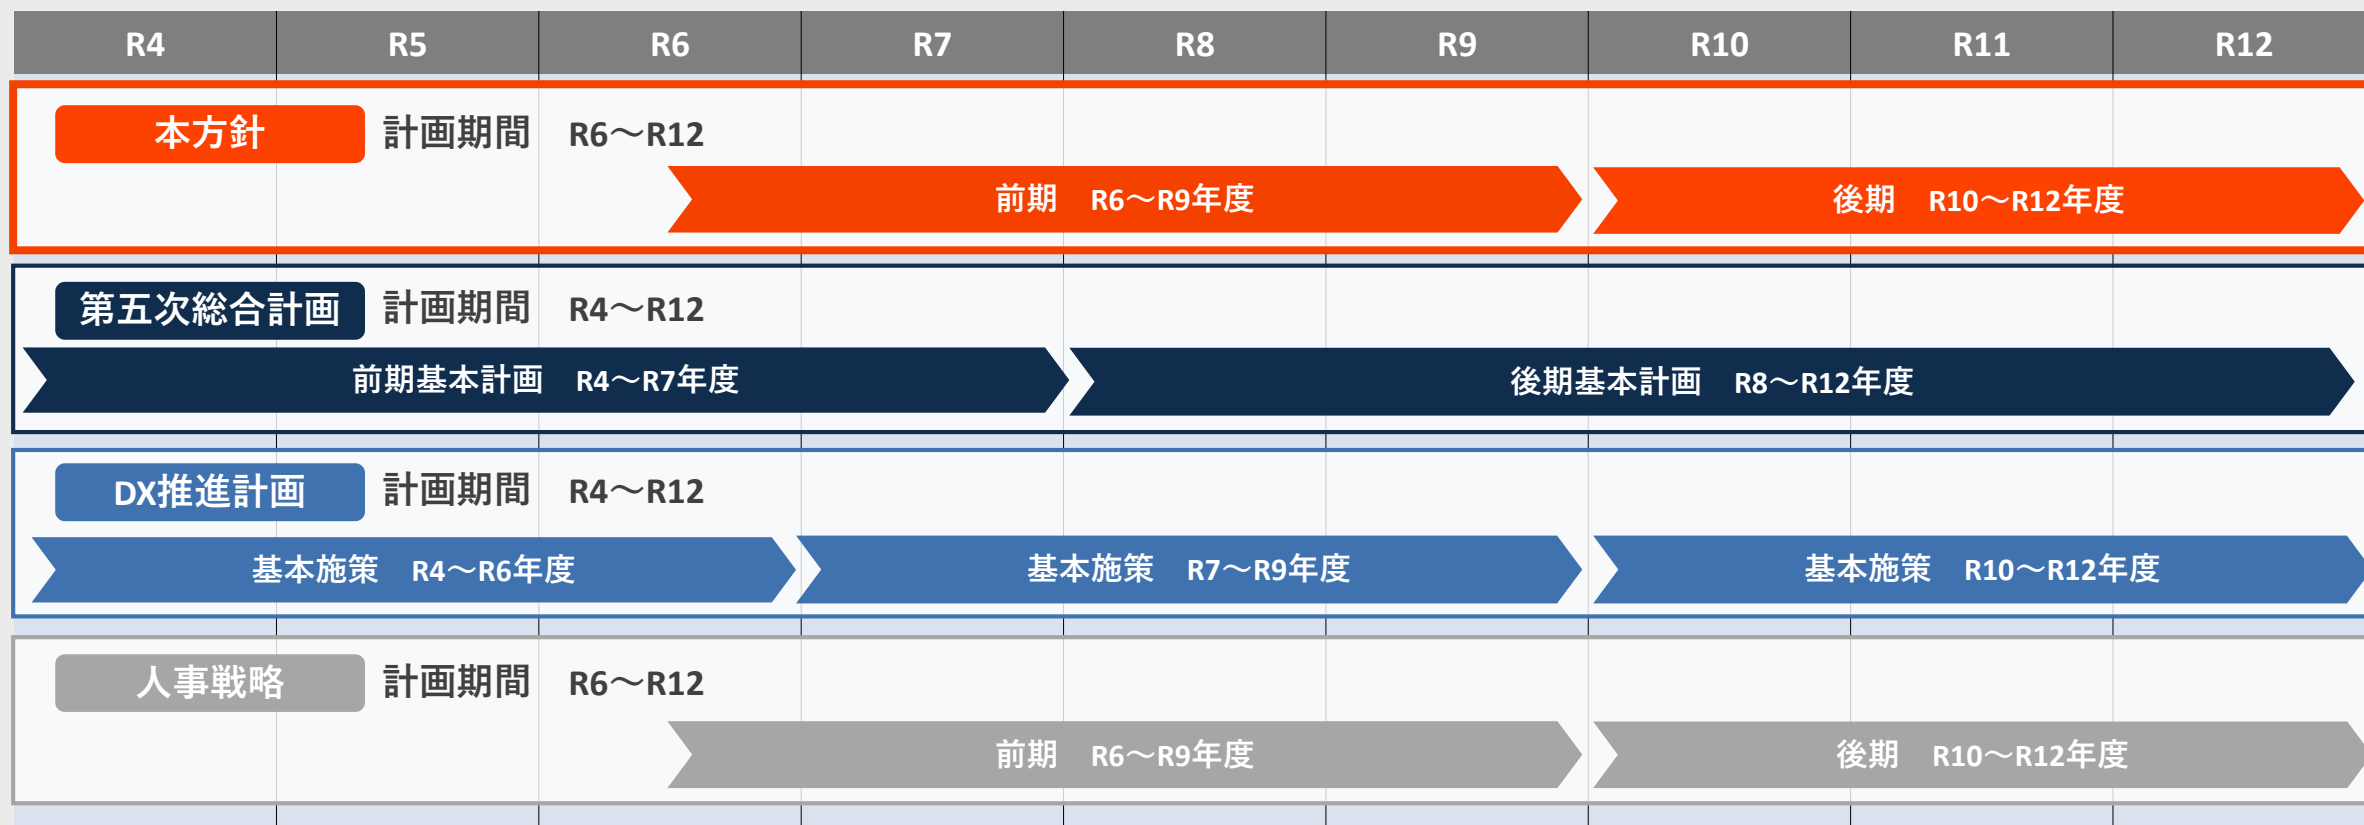 R4 R5 R6 R7 R8 R9 R10 R11 R12
本方針 計画期間 R6～R12
前期 R6～R9年度 後期 R10～R12年度
第五次総合計画 計画期間 R4～R12
前期基本計画 R4～R7年度 後期基本計画 R8～R12年度
DX推進計画 計画期間 R4～R12
基本施策 R4～R6年度 基本施策 R7～R9年度 基本施策 R10～R12年度
人事戦略 計画期間 R6～R12
前期 R6～R9年度 後期 R10～R12年度